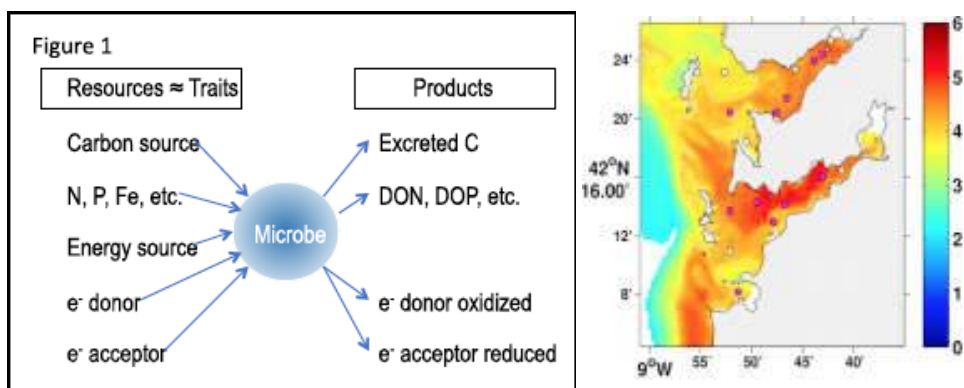 Figure 1
Resources ≈ Traits
Products
Carbon source
Excreted C
N, P, Fe, etc.
DON, DOP, etc.
Energy source
Microbe
e⁻ donor
e⁻ donor oxidized
e⁻ acceptor
e⁻ acceptor reduced
24'
20'
42°N
16.00'
12'
8'
9°W
55'
50'
45'
40'
6
5
4
3
2
1
0